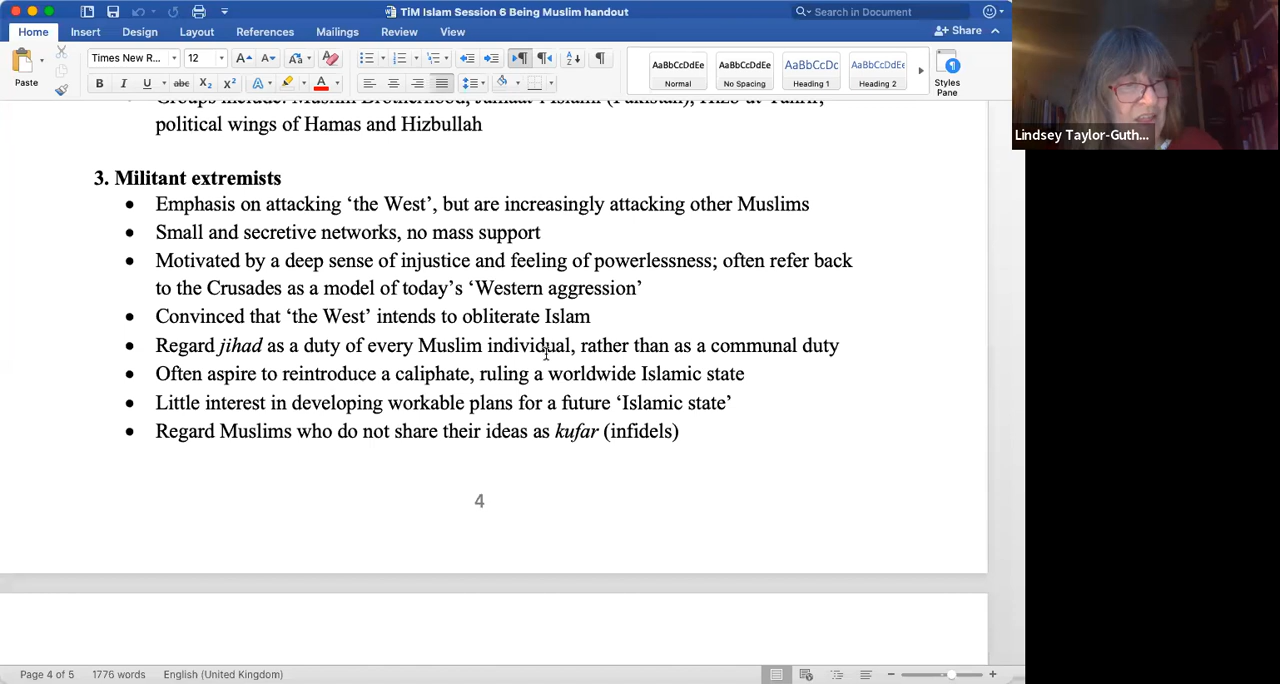 TiM Islam Session 6 Being Muslim handout
Search in Document
Home Insert Design Layout References Mailings Review View
Share
Paste
Times New R... 12
B I U abc X₂ X² A A
AaBbCcDdEe AaBbCcDdEe AaBbCcDc AaBbCcDdEe
Normal No Spacing Heading 1 Heading 2
Styles Pane
Lindsey Taylor-Guth...
political wings of Hamas and Hizbullah
3. Militant extremists
• Emphasis on attacking ‘the West’, but are increasingly attacking other Muslims
• Small and secretive networks, no mass support
• Motivated by a deep sense of injustice and feeling of powerlessness; often refer back
to the Crusades as a model of today’s ‘Western aggression’
• Convinced that ‘the West’ intends to obliterate Islam
• Regard jihad as a duty of every Muslim individual, rather than as a communal duty
• Often aspire to reintroduce a caliphate, ruling a worldwide Islamic state
• Little interest in developing workable plans for a future ‘Islamic state’
• Regard Muslims who do not share their ideas as kufar (infidels)
4
Page 4 of 5 1776 words English (United Kingdom)